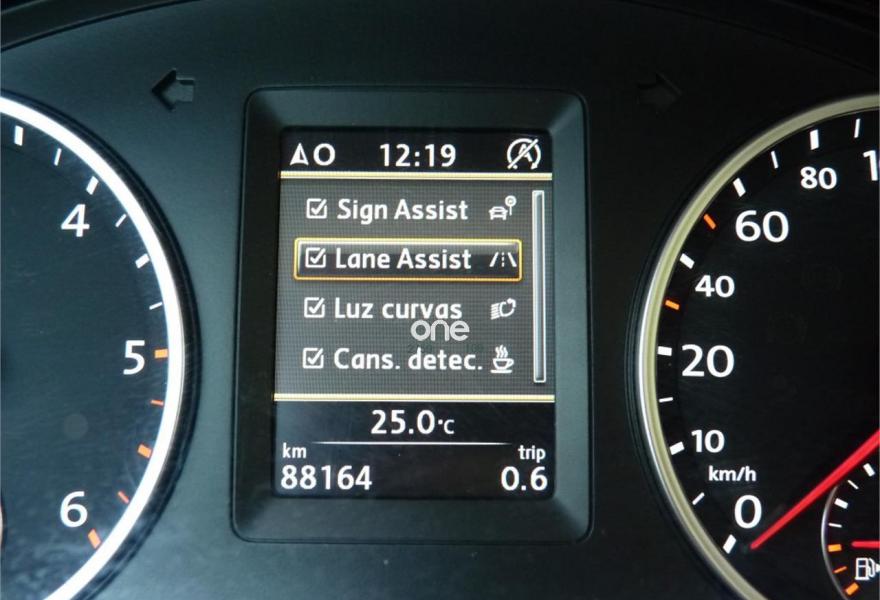 O 12:19
Sign Assist
Lane Assist
Luz curvas
one
Cans. detec.
25.0°C
km trip
88164 0.6
4
5
6
80
60
40
20
10
km/h
0